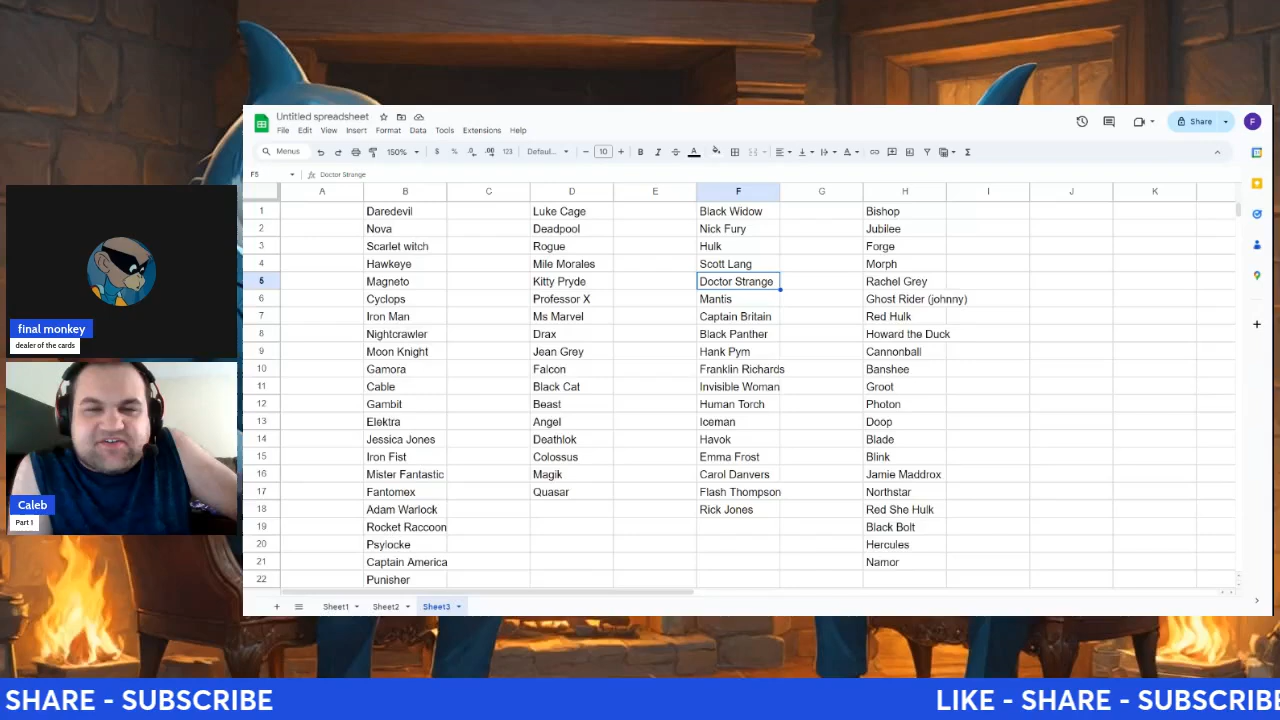 Untitled spreadsheet
File Edit View Insert Format Data Tools Extensions Help
Share
F
Menus 150% $ % .0 .00 123 Defaul... 10 B I S A
F5 fx Doctor Strange
A B C D E F G H I J K
1 Daredevil Luke Cage Black Widow Bishop
2 Nova Deadpool Nick Fury Jubilee
3 Scarlet witch Rogue Hulk Forge
4 Hawkeye Mile Morales Scott Lang Morph
5 Magneto Kitty Pryde Doctor Strange Rachel Grey
6 Cyclops Professor X Mantis Ghost Rider (johnny)
7 Iron Man Ms Marvel Captain Britain Red Hulk
8 Nightcrawler Drax Black Panther Howard the Duck
9 Moon Knight Jean Grey Hank Pym Cannonball
10 Gamora Falcon Franklin Richards Banshee
11 Cable Black Cat Invisible Woman Groot
12 Gambit Beast Human Torch Photon
13 Elektra Angel Iceman Doop
14 Jessica Jones Deathlok Havok Blade
15 Iron Fist Colossus Emma Frost Blink
16 Mister Fantastic Magik Carol Danvers Jamie Maddrox
17 Fantomex Quasar Flash Thompson Northstar
18 Adam Warlock Rick Jones Red She Hulk
19 Rocket Raccoon Black Bolt
20 Psylocke Hercules
21 Captain America Namor
22 Punisher
Sheet1 Sheet2 Sheet3
final monkey
dealer of the cards
Caleb
Part I
SHARE - SUBSCRIBE LIKE - SHARE - SUBSCRIBE